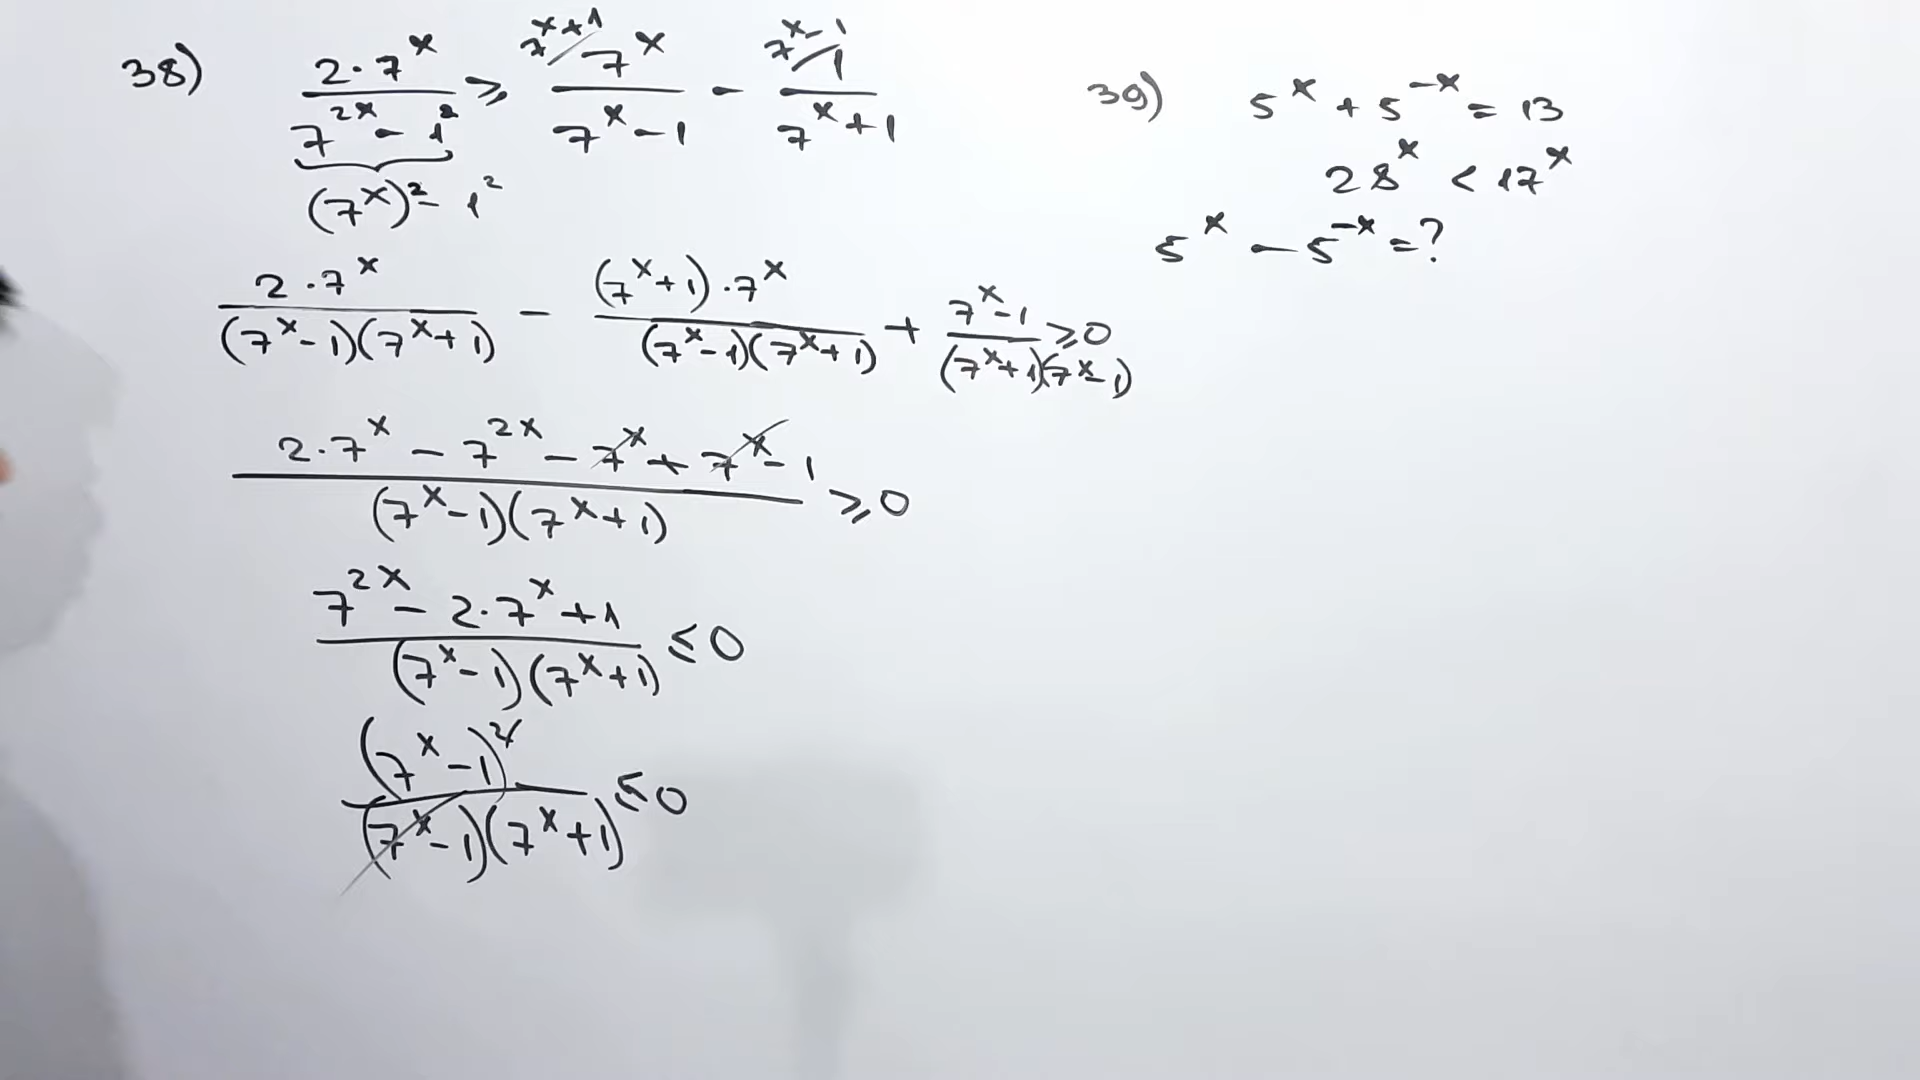 38) 2·7^x / (7^(2x) - 1^2) ≥ 7^x / (7^x - 1) - 1 / (7^x + 1)
7^(x+1) 7^(x-1)
(7^x)^2 - 1^2
2·7^x / ((7^x - 1)(7^x + 1)) - (7^x + 1)·7^x / ((7^x - 1)(7^x + 1)) + (7^x - 1) / ((7^x + 1)(7^x - 1)) ≥ 0
(2·7^x - 7^(2x) - 7^x + 7^x - 1) / ((7^x - 1)(7^x + 1)) ≥ 0
(7^(2x) - 2·7^x + 1) / ((7^x - 1)(7^x + 1)) ≤ 0
(7^x - 1)^2 / ((7^x - 1)(7^x + 1)) ≤ 0
39) 5^x + 5^(-x) = 13
28^x < 17^x
5^x - 5^(-x) = ?